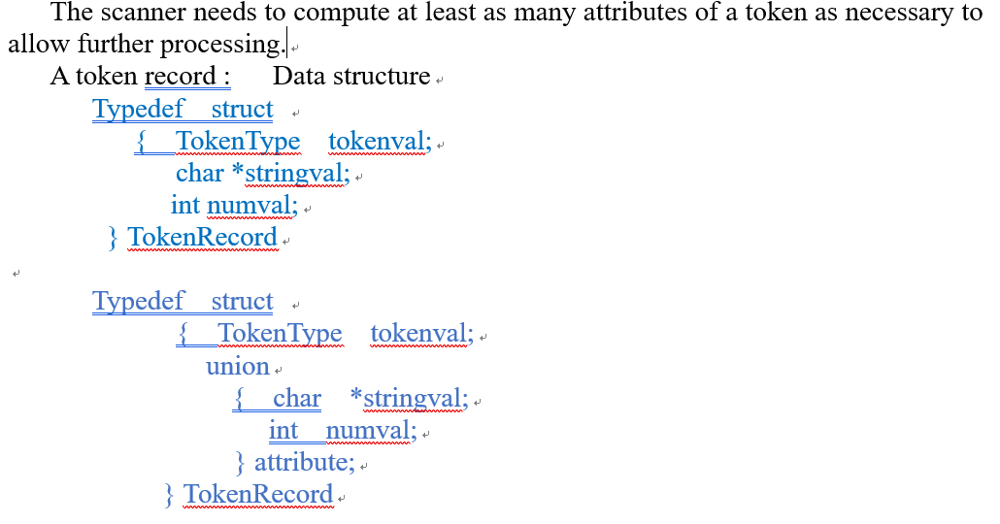 The scanner needs to compute at least as many attributes of a token as necessary to
allow further processing.
A token record : Data structure
Typedef struct
{ TokenType tokenval;
char *stringval;
int numval;
} TokenRecord
Typedef struct
{ TokenType tokenval;
union
{ char *stringval;
int numval;
} attribute;
} TokenRecord